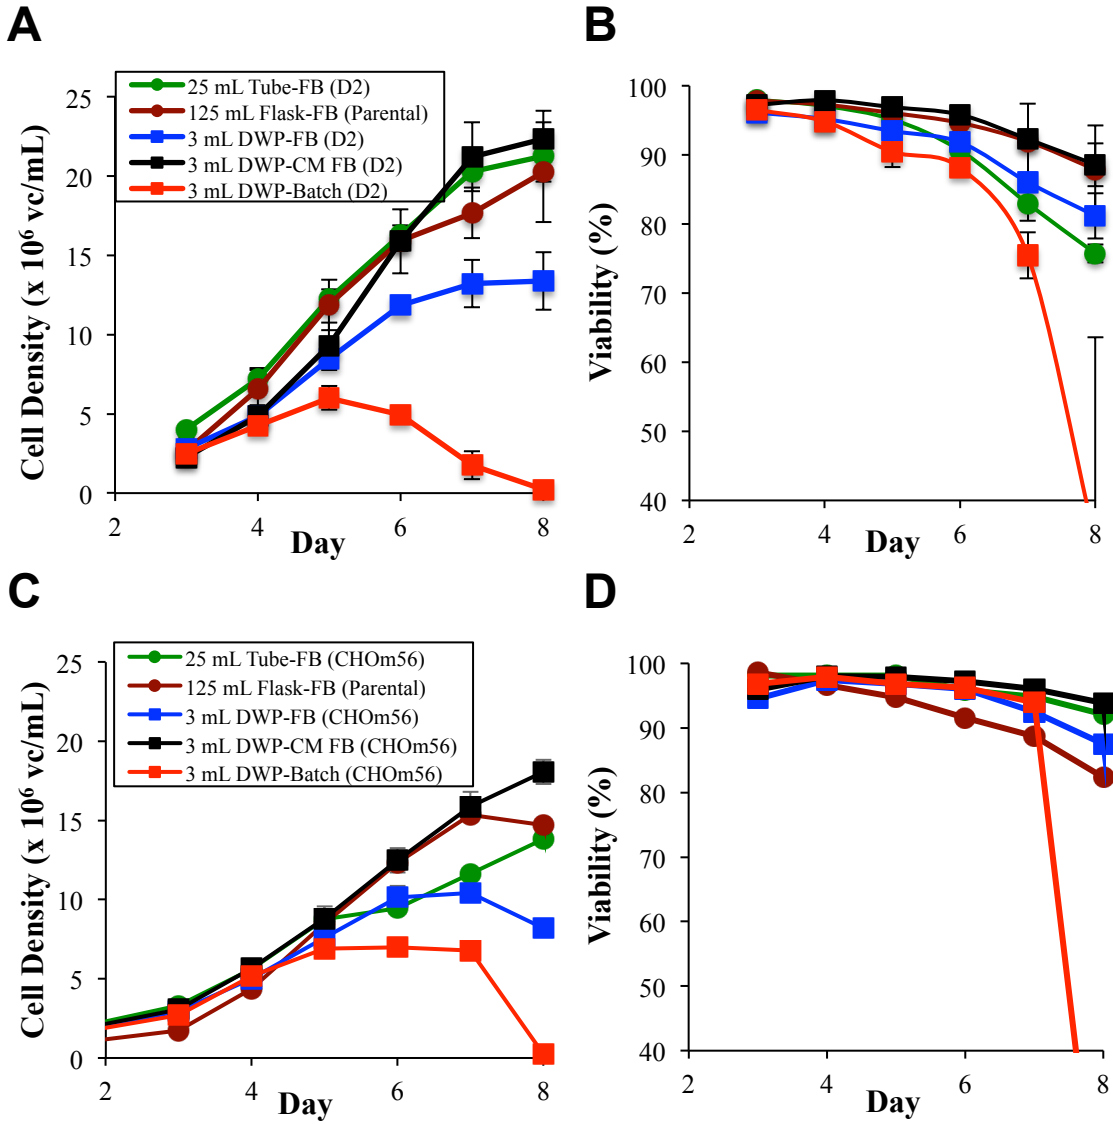 A
B
25
20
15
10
5
0
Cell Density (x 10⁶ vc/mL)
25 mL Tube-FB (D2)
125 mL Flask-FB (Parental)
3 mL DWP-FB (D2)
3 mL DWP-CM FB (D2)
3 mL DWP-Batch (D2)
2 4 6 8
Day
100
90
80
70
60
50
40
Viability (%)
2 4 6 8
Day
C
D
25
20
15
10
5
0
Cell Density (x 10⁶ vc/mL)
25 mL Tube-FB (CHOm56)
125 mL Flask-FB (Parental)
3 mL DWP-FB (CHOm56)
3 mL DWP-CM FB (CHOm56)
3 mL DWP-Batch (CHOm56)
2 4 6 8
Day
100
90
80
70
60
50
40
Viability (%)
2 4 6 8
Day